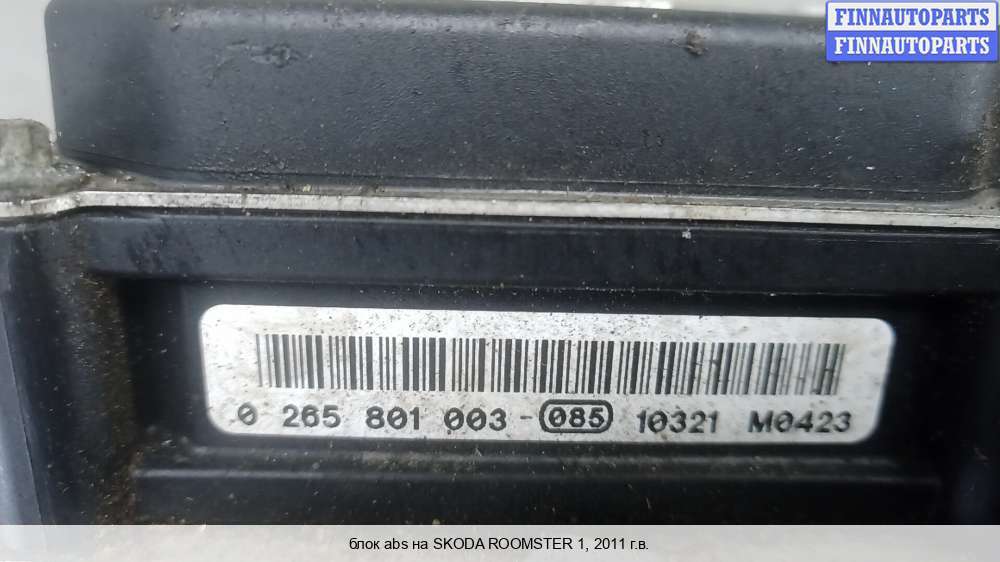 FINNAUTOPARTS
FINNAUTOPARTS
0 265 801 003-085 10321 M0423
блок abs на SKODA ROOMSTER 1, 2011 г.в.